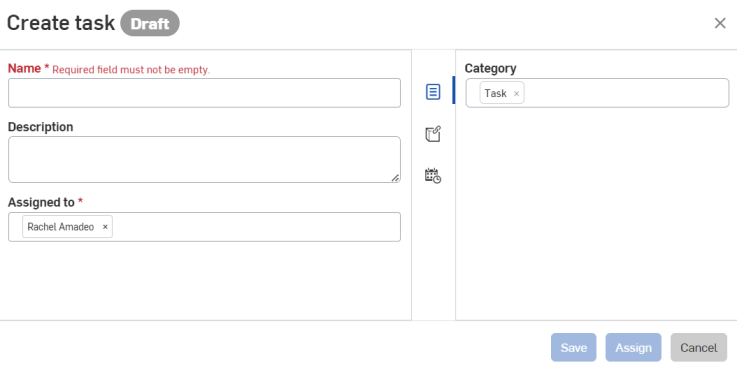 Create task Draft
Name * Required field must not be empty.
Description
Assigned to *
Rachel Amadeo ×
Category
Task ×
Save Assign Cancel